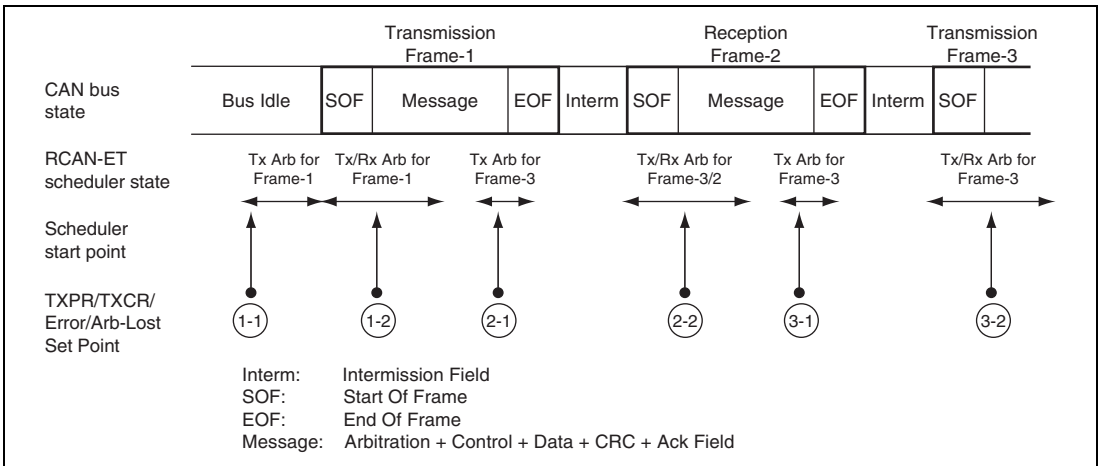 Transmission Frame-1
Reception Frame-2
Transmission Frame-3
CAN bus state
Bus Idle
SOF
Message
EOF
Interm
SOF
Message
EOF
Interm
SOF
RCAN-ET scheduler state
Tx Arb for Frame-1
Tx/Rx Arb for Frame-1
Tx Arb for Frame-3
Tx/Rx Arb for Frame-3/2
Tx Arb for Frame-3
Tx/Rx Arb for Frame-3
Scheduler start point
TXPR/TXCR/
Error/Arb-Lost
Set Point
1-1
1-2
2-1
2-2
3-1
3-2
Interm: Intermission Field
SOF: Start Of Frame
EOF: End Of Frame
Message: Arbitration + Control + Data + CRC + Ack Field